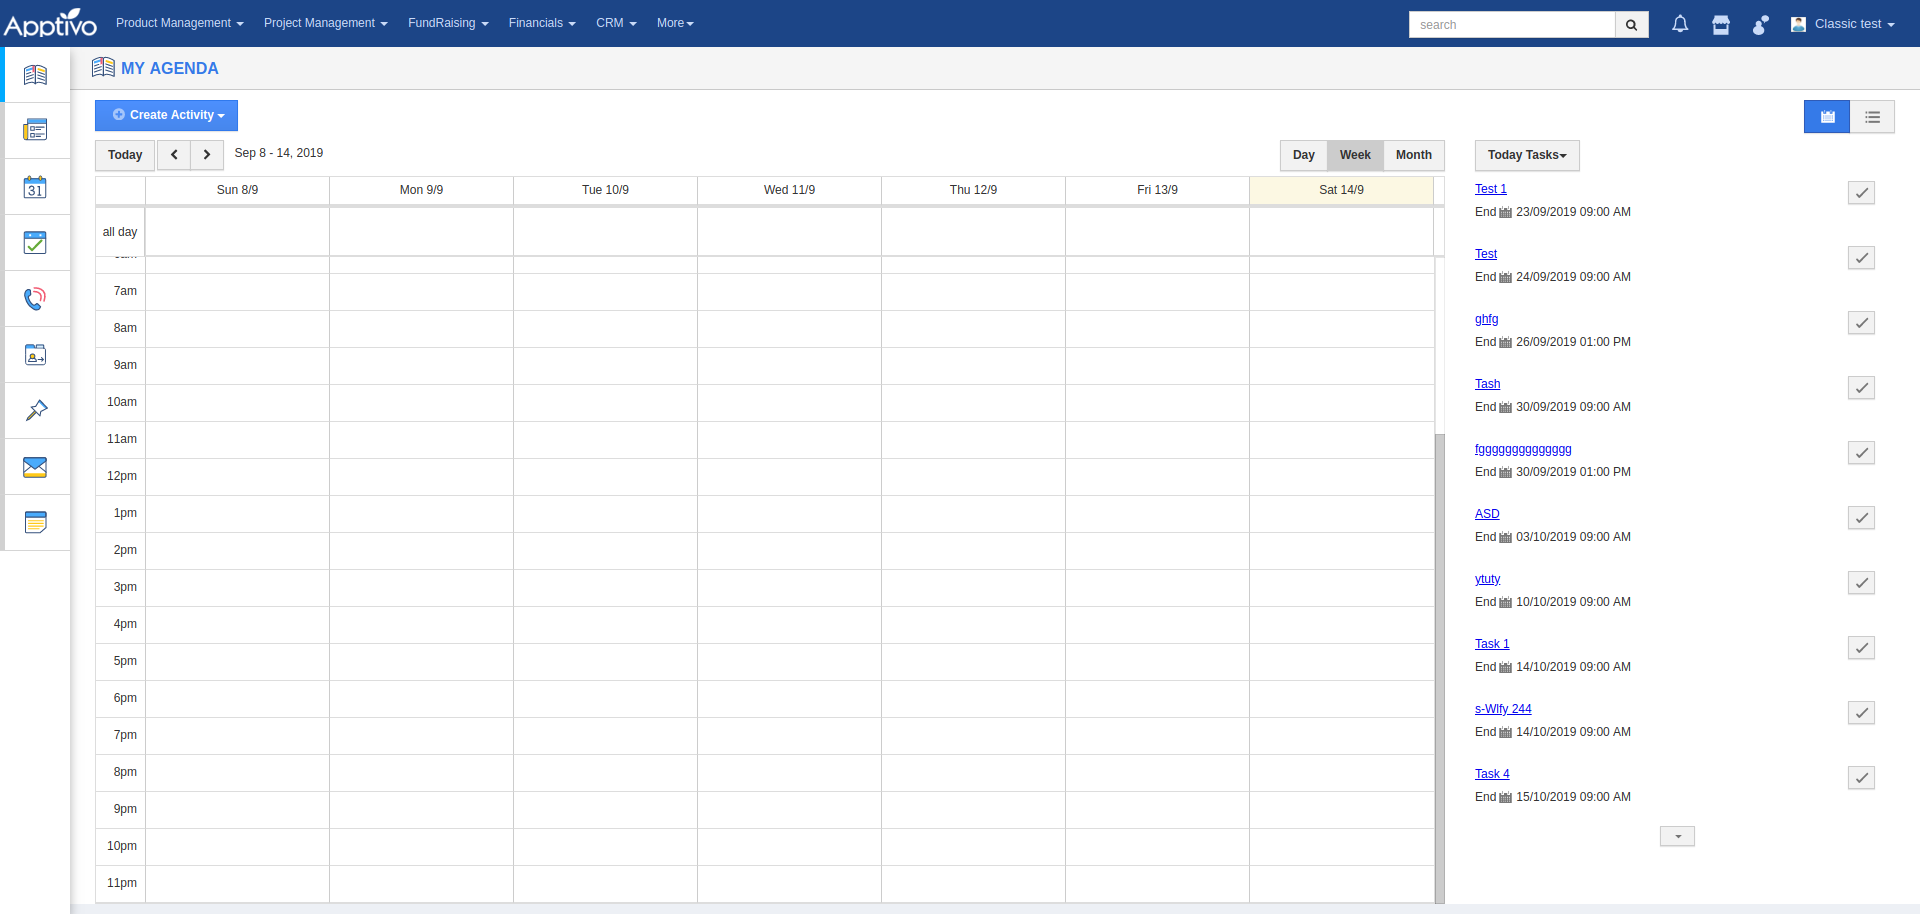 Apptivo
Product Management
Project Management
FundRaising
Financials
CRM
More
search
Classic test
MY AGENDA
31
Create Activity
Today
Sep 8 - 14, 2019
Day
Week
Month
Today Tasks
Sun 8/9
Mon 9/9
Tue 10/9
Wed 11/9
Thu 12/9
Fri 13/9
Sat 14/9
all day
7am
8am
9am
10am
11am
12pm
1pm
2pm
3pm
4pm
5pm
6pm
7pm
8pm
9pm
10pm
11pm
Test 1
End 23/09/2019 09:00 AM
Test
End 24/09/2019 09:00 AM
ghfg
End 26/09/2019 01:00 PM
Tash
End 30/09/2019 09:00 AM
fgggggggggggggg
End 30/09/2019 01:00 PM
ASD
End 03/10/2019 09:00 AM
ytuty
End 10/10/2019 09:00 AM
Task 1
End 14/10/2019 09:00 AM
s-Wlfy 244
End 14/10/2019 09:00 AM
Task 4
End 15/10/2019 09:00 AM